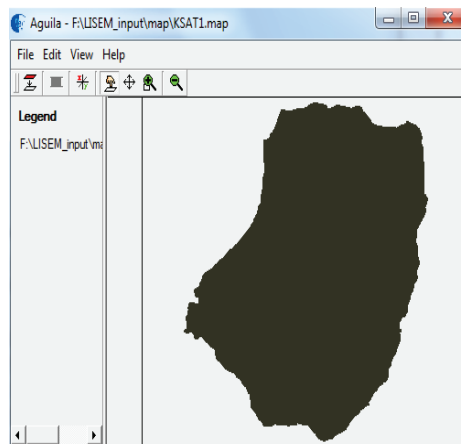 Aguila - F:\LISEM_input\map\KSAT1.map
File Edit View Help
Legend
F:\LISEM_input\ma